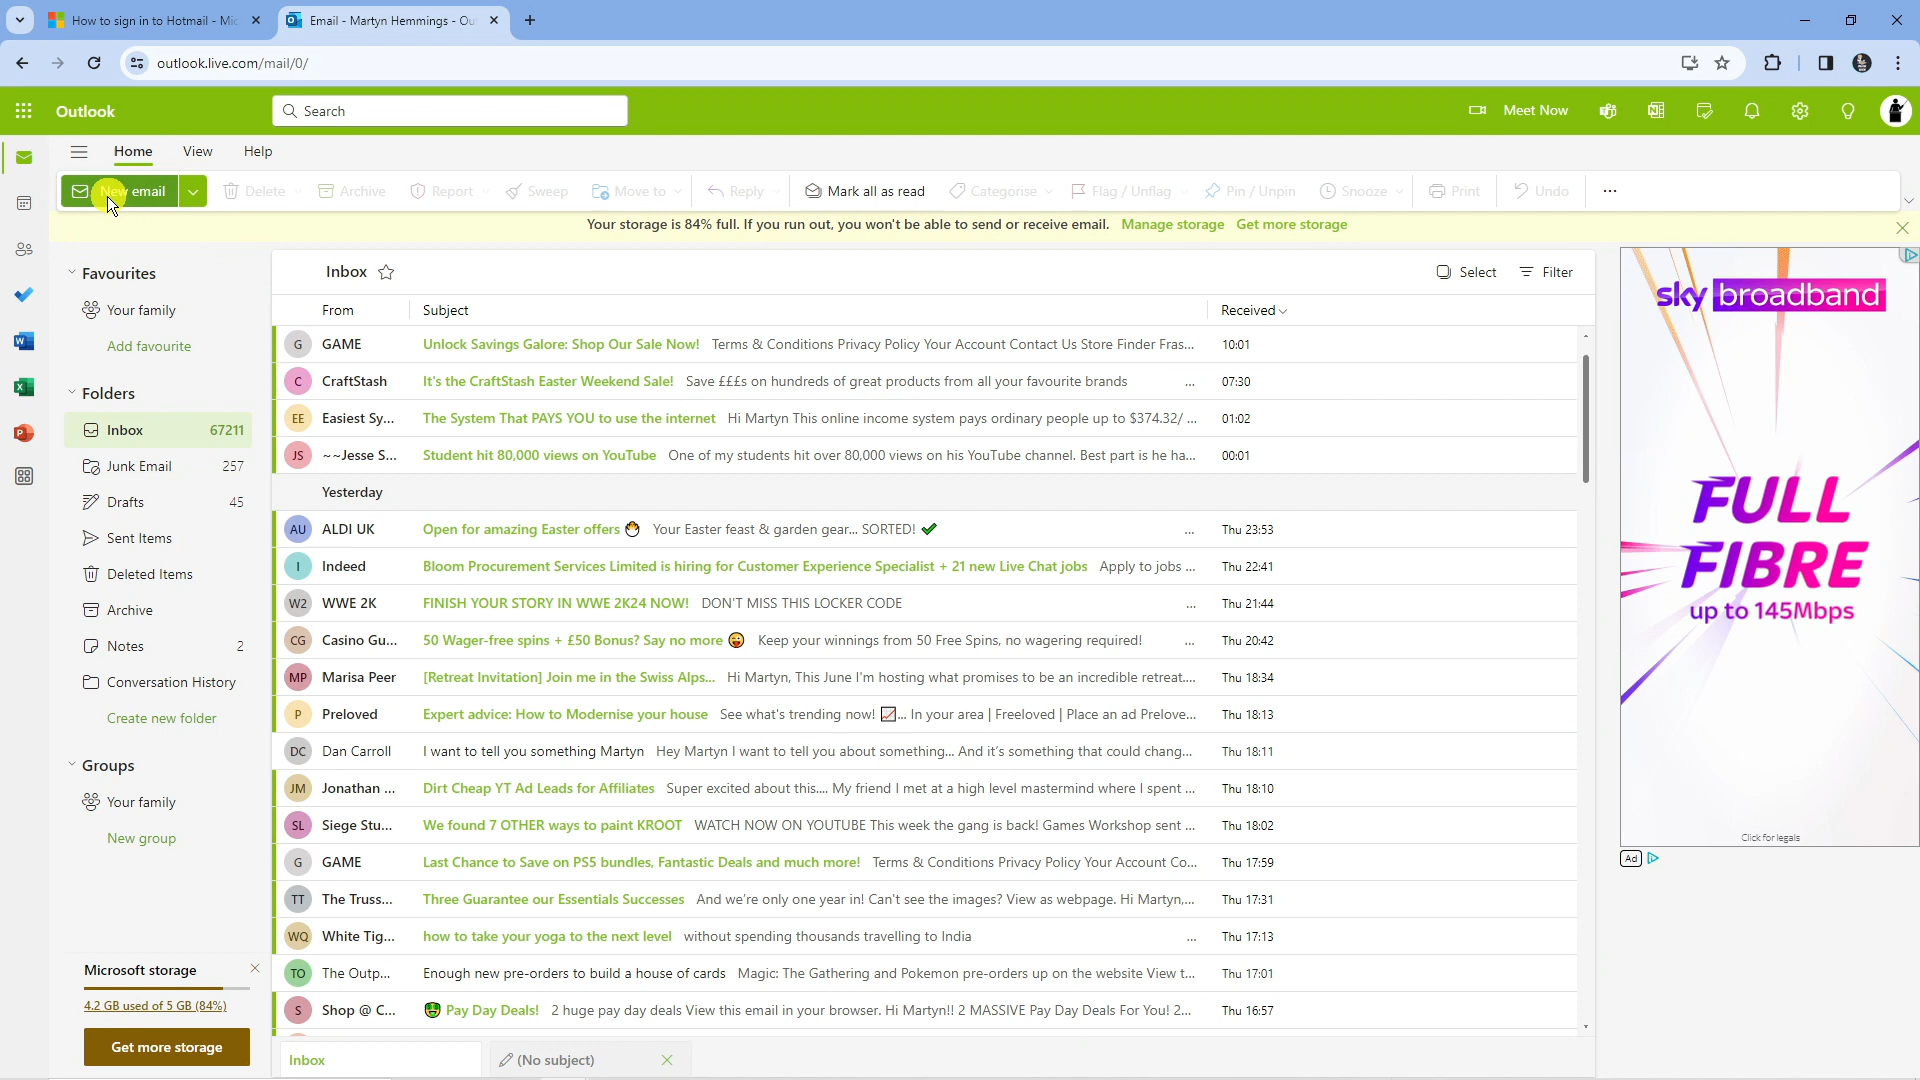 How to sign in to Hotmail - Mic
Email - Martyn Hemmings - Ou
outlook.live.com/mail/0/
Outlook
Search
Meet Now
Home View Help
New email Delete Archive Report Sweep Move to Reply Mark all as read Categorise Flag / Unflag Pin / Unpin Snooze Print Undo
Your storage is 84% full. If you run out, you won't be able to send or receive email. Manage storage Get more storage
Favourites
Your family
Add favourite
Folders
Inbox 67211
Junk Email 257
Drafts 45
Sent Items
Deleted Items
Archive
Notes 2
Conversation History
Create new folder
Groups
Your family
New group
Microsoft storage
4.2 GB used of 5 GB (84%)
Get more storage
Inbox Select Filter
From Subject Received
G GAME Unlock Savings Galore: Shop Our Sale Now! Terms & Conditions Privacy Policy Your Account Contact Us Store Finder Fras... 10:01
C CraftStash It's the CraftStash Easter Weekend Sale! Save £££s on hundreds of great products from all your favourite brands ... 07:30
EE Easiest Sy... The System That PAYS YOU to use the internet Hi Martyn This online income system pays ordinary people up to $374.32/ ... 01:02
JS ~~Jesse S... Student hit 80,000 views on YouTube One of my students hit over 80,000 views on his YouTube channel. Best part is he ha... 00:01
Yesterday
AU ALDI UK Open for amazing Easter offers 🐣 Your Easter feast & garden gear... SORTED! ✔ ... Thu 23:53
I Indeed Bloom Procurement Services Limited is hiring for Customer Experience Specialist + 21 new Live Chat jobs Apply to jobs ... Thu 22:41
W2 WWE 2K FINISH YOUR STORY IN WWE 2K24 NOW! DON'T MISS THIS LOCKER CODE ... Thu 21:44
CG Casino Gu... 50 Wager-free spins + £50 Bonus? Say no more 😜 Keep your winnings from 50 Free Spins, no wagering required! ... Thu 20:42
MP Marisa Peer [Retreat Invitation] Join me in the Swiss Alps... Hi Martyn, This June I'm hosting what promises to be an incredible retreat.... Thu 18:34
P Preloved Expert advice: How to Modernise your house See what's trending now! 📈... In your area | Freeloved | Place an ad Prelove... Thu 18:13
DC Dan Carroll I want to tell you something Martyn Hey Martyn I want to tell you about something... And it's something that could chang... Thu 18:11
JM Jonathan ... Dirt Cheap YT Ad Leads for Affiliates Super excited about this.... My friend I met at a high level mastermind where I spent ... Thu 18:10
SL Siege Stu... We found 7 OTHER ways to paint KROOT WATCH NOW ON YOUTUBE This week the gang is back! Games Workshop sent ... Thu 18:02
G GAME Last Chance to Save on PS5 bundles, Fantastic Deals and much more! Terms & Conditions Privacy Policy Your Account Co... Thu 17:59
TT The Truss... Three Guarantee our Essentials Successes And we're only one year in! Can't see the images? View as webpage. Hi Martyn,... Thu 17:31
WQ White Tig... how to take your yoga to the next level without spending thousands travelling to India ... Thu 17:13
TO The Outp... Enough new pre-orders to build a house of cards Magic: The Gathering and Pokemon pre-orders up on the website View t... Thu 17:01
S Shop @ C... 🤑 Pay Day Deals! 2 huge pay day deals View this email in your browser. Hi Martyn!! 2 MASSIVE Pay Day Deals For You! 2... Thu 16:57
Inbox (No subject)
sky broadband
FULL
FIBRE
up to 145Mbps
Click for legals
Ad